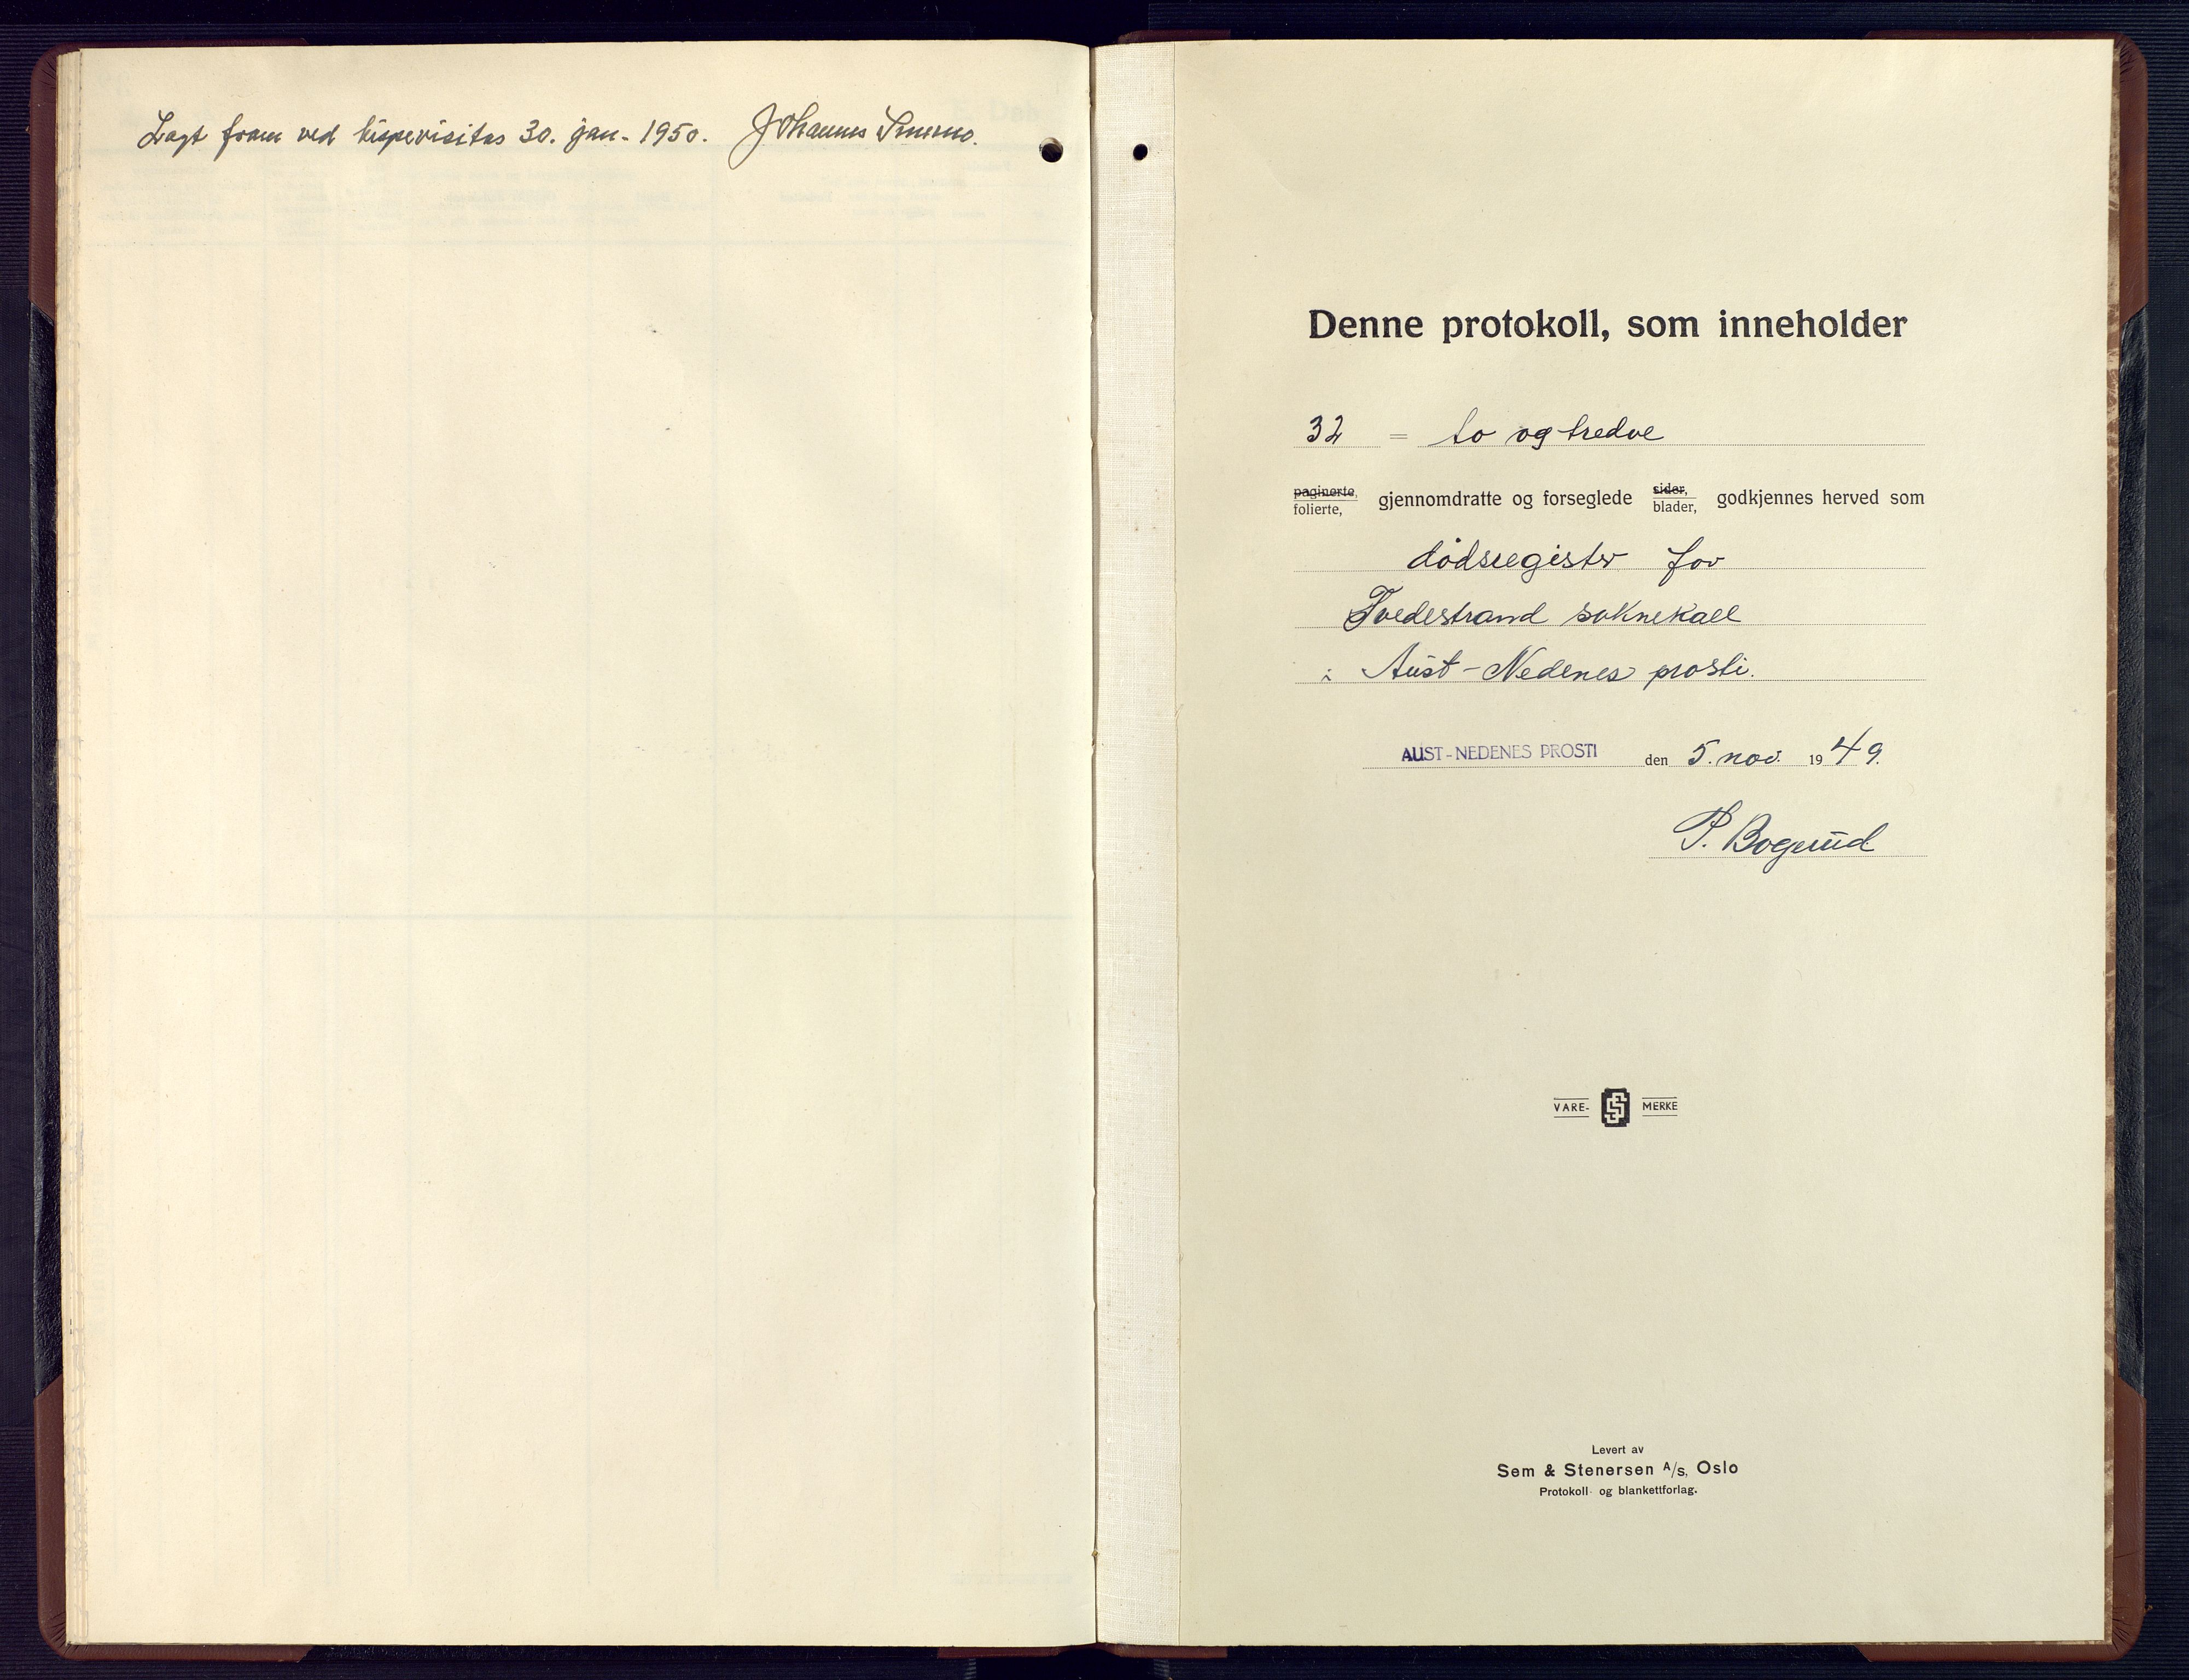 Lagt fram ved bispevisitas 30. jan. 1950. Johannes Smemo.
Denne protokoll, som inneholder
32 = to og tredve
paginerte, folierte, gjennomdratte og forseglede sider, blader, godkjennes herved som
dødsregister for
Tvedestrand soknekall
i Aust-Nedenes prosti.
AUST-NEDENES PROSTI den 5. nov. 1949.
P. Bogerud
VARE- MERKE
Levert av
Sem & Stenersen A/s, Oslo
Protokoll- og blankettforlag.